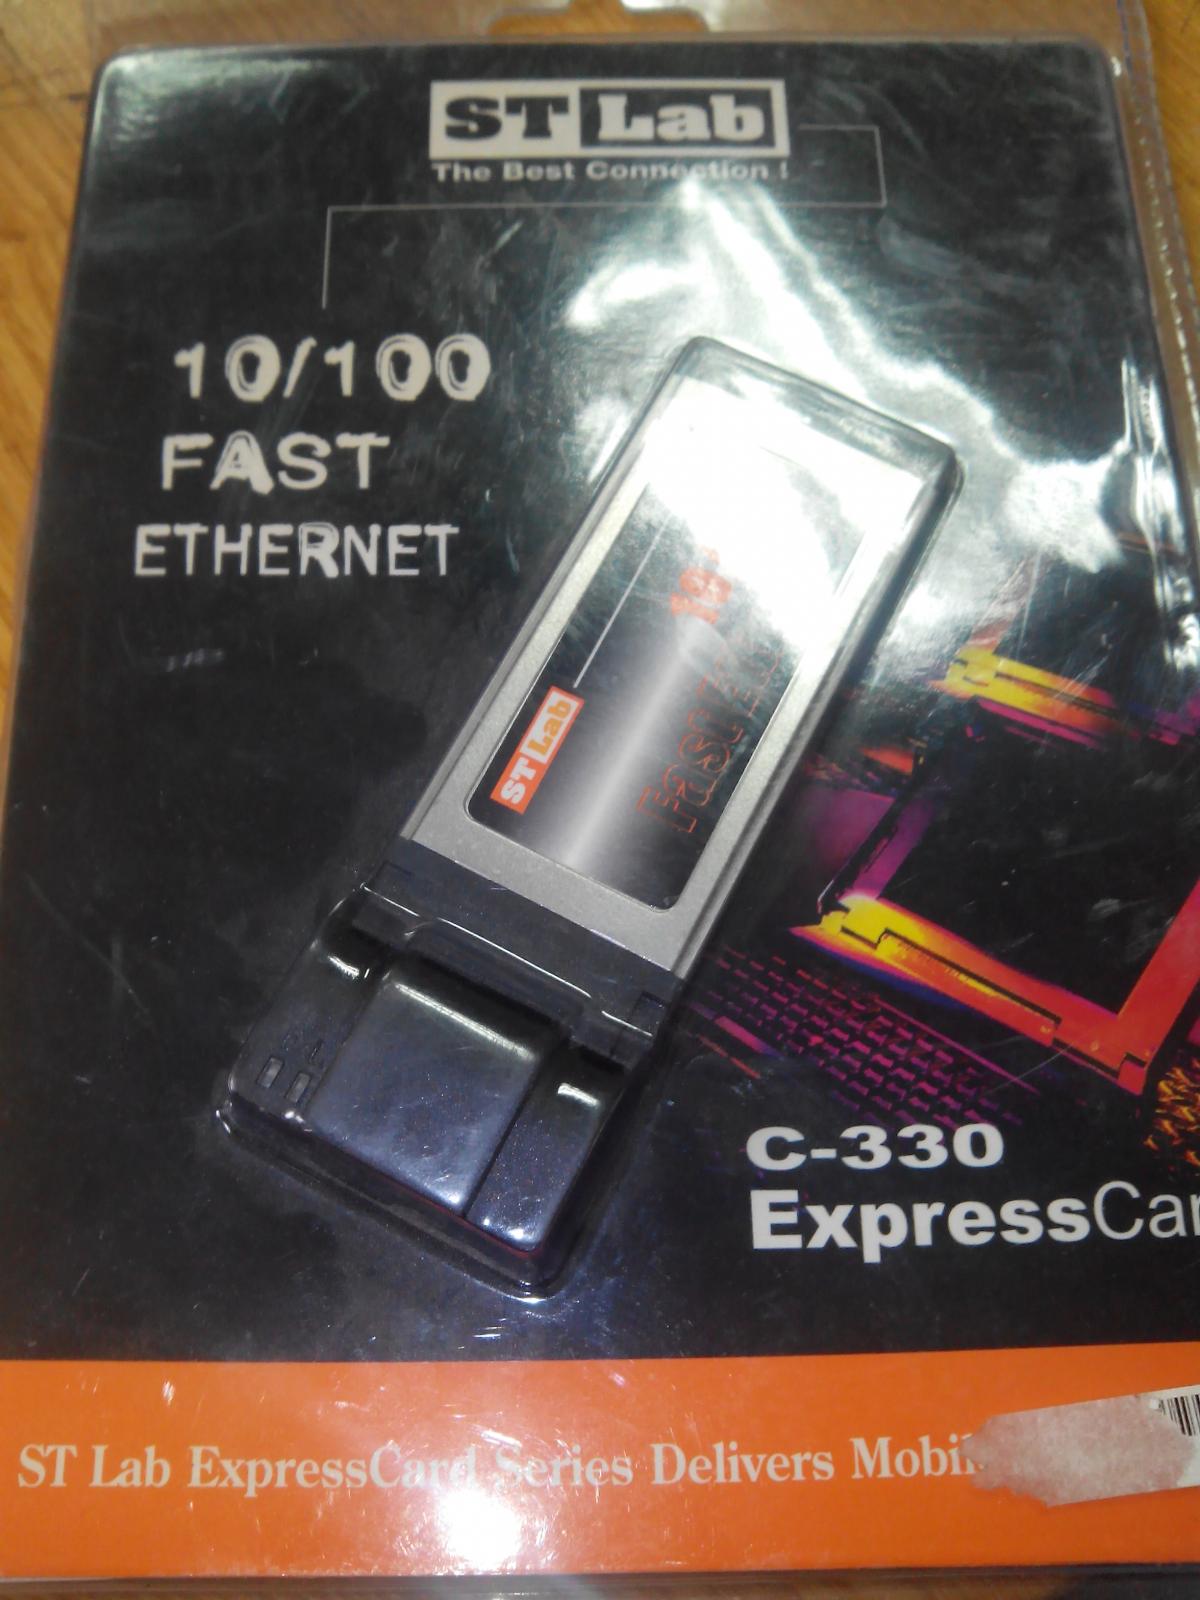 ST Lab
The Best Connection !
10/100
FAST
ETHERNET
ST Lab
Fast
C-330
ExpressCar
ST Lab ExpressCard Series Delivers Mobil